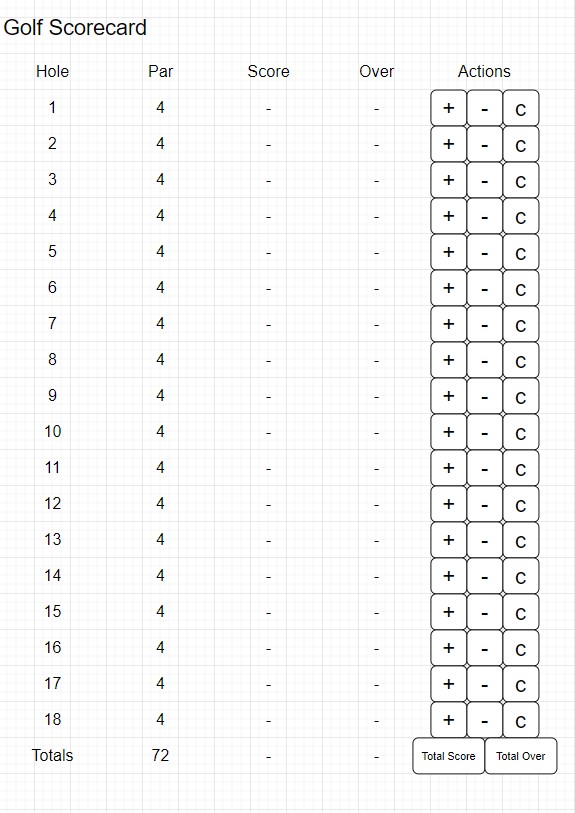 Golf Scorecard
Hole Par Score Over Actions
1 4 - - + - C
2 4 - - + - C
3 4 - - + - C
4 4 - - + - C
5 4 - - + - C
6 4 - - + - C
7 4 - - + - C
8 4 - - + - C
9 4 - - + - C
10 4 - - + - C
11 4 - - + - C
12 4 - - + - C
13 4 - - + - C
14 4 - - + - C
15 4 - - + - C
16 4 - - + - C
17 4 - - + - C
18 4 - - + - C
Totals 72 - - Total Score Total Over